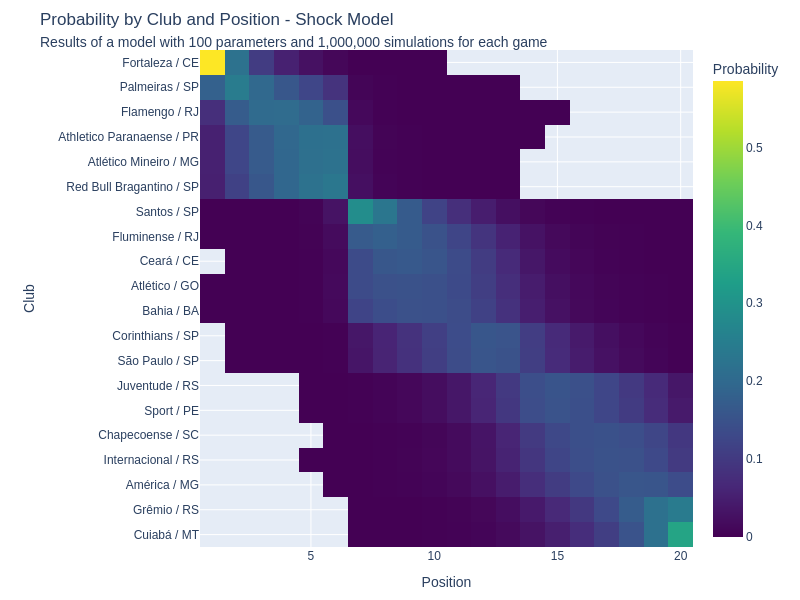 Probability by Club and Position - Shock Model
Results of a model with 100 parameters and 1,000,000 simulations for each game
Probability
0.5
0.4
0.3
0.2
0.1
0
Club
Fortaleza / CE
Palmeiras / SP
Flamengo / RJ
Athletico Paranaense / PR
Atlético Mineiro / MG
Red Bull Bragantino / SP
Santos / SP
Fluminense / RJ
Ceará / CE
Atlético / GO
Bahia / BA
Corinthians / SP
São Paulo / SP
Juventude / RS
Sport / PE
Chapecoense / SC
Internacional / RS
América / MG
Grêmio / RS
Cuiabá / MT
5 10 15 20
Position